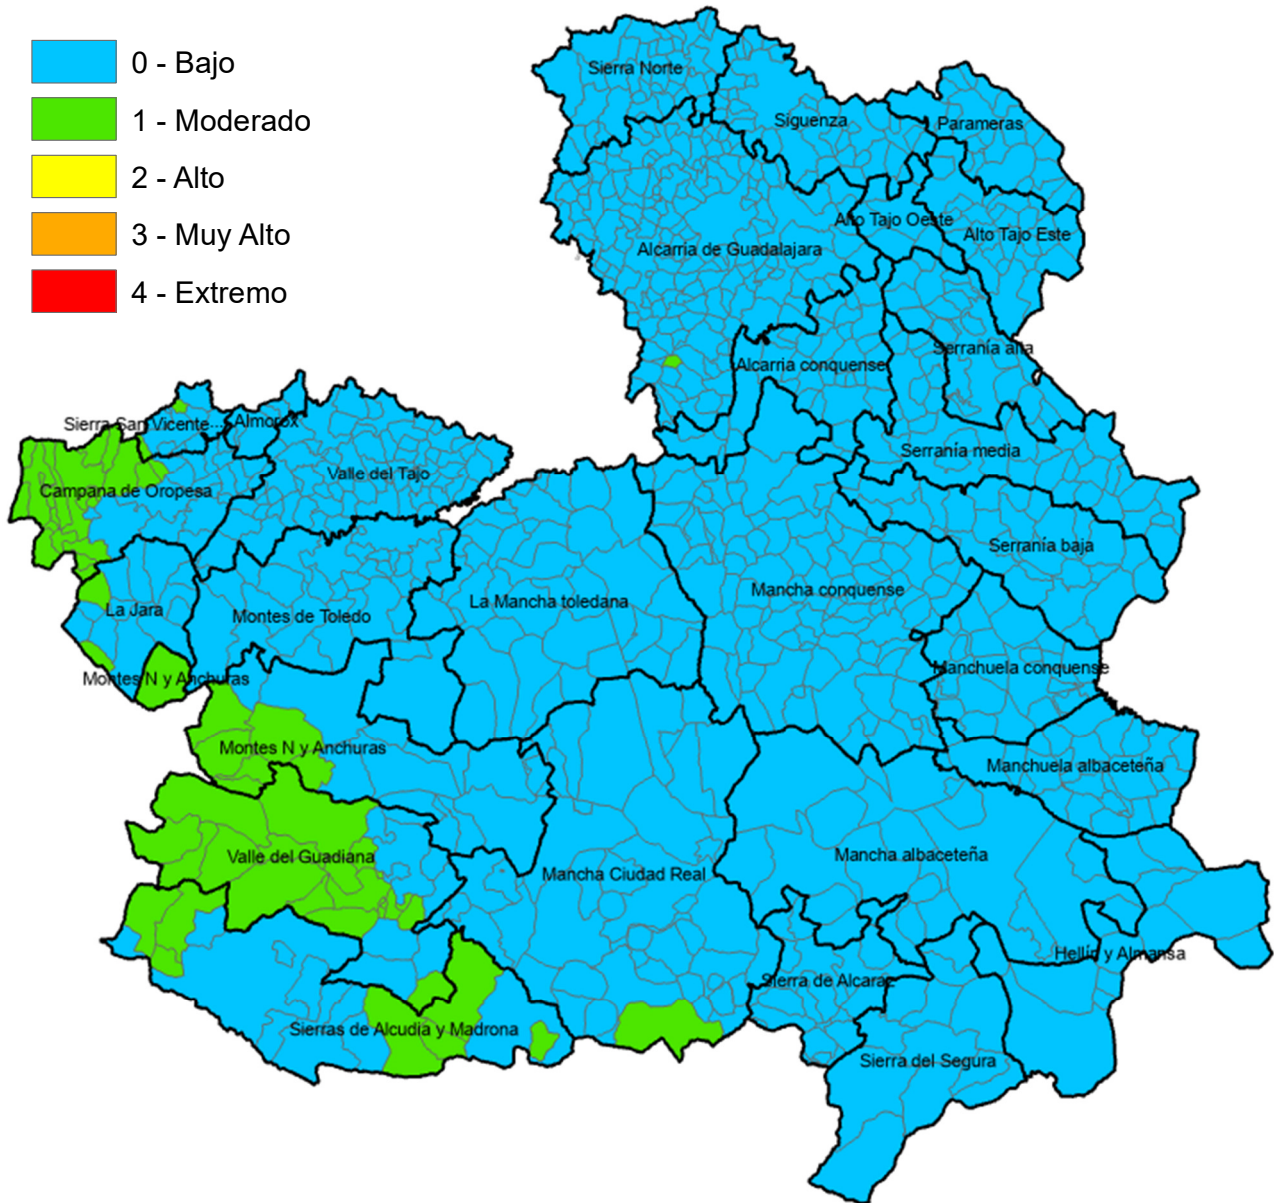 0 - Bajo
1 - Moderado
2 - Alto
3 - Muy Alto
4 - Extremo
Sierra Norte
Siguenza
Parameras
Alto Tajo Oeste
Alto Tajo Este
Alcarria de Guadalajara
Serranía alta
Alcarria conquense
Sierra San Vicente...
Almorox
Serranía media
Valle del Tajo
Campana de Oropesa
Serranía baja
Mancha conquense
La Mancha toledana
La Jara
Montes de Toledo
Manchuela conquense
Montes N y Anchuras
Montes N y Anchuras
Manchuela albaceteña
Valle del Guadiana
Mancha albaceteña
Mancha Ciudad Real
Hellín y Almansa
Sierra de Alcaraz
Sierras de Alcudia y Madrona
Sierra del Segura